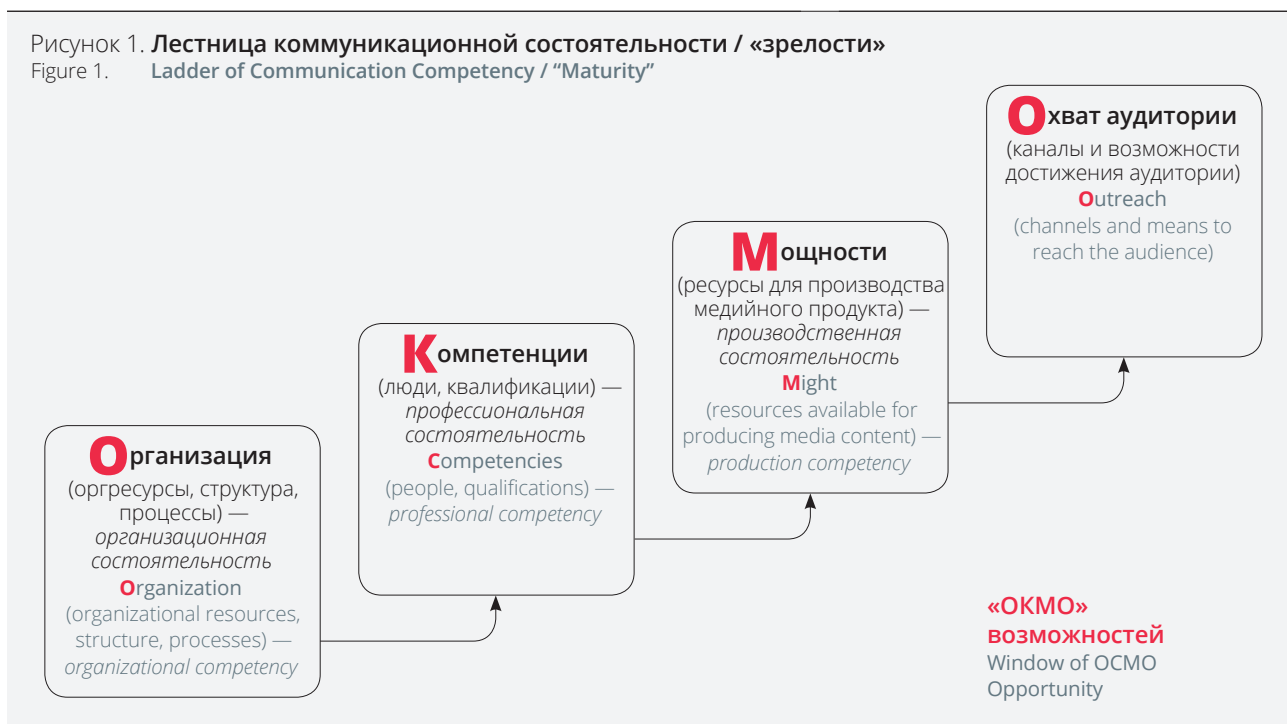 Рисунок 1. Лестница коммуникационной состоятельности / «зрелости»
Figure 1. Ladder of Communication Competency / “Maturity”
Организация
(оргресурсы, структура,
процессы) —
организационная
состоятельность
Organization
(organizational resources,
structure, processes) —
organizational competency
Компетенции
(люди, квалификации) —
профессиональная
состоятельность
Competencies
(people, qualifications) —
professional competency
Мощности
(ресурсы для производства
медийного продукта) —
производственная
состоятельность
Might
(resources available for
producing media content) —
production competency
Охват аудитории
(каналы и возможности
достижения аудитории)
Outreach
(channels and means to
reach the audience)
«ОКМО»
возможностей
Window of OCMO
Opportunity